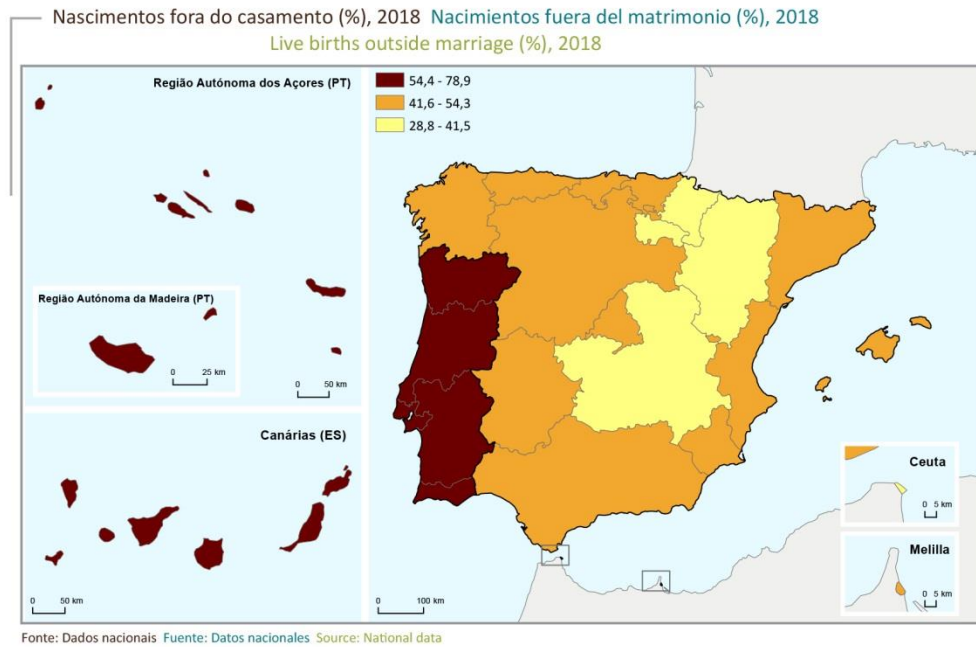 Nascimentos fora do casamento (%), 2018 Nacimientos fuera del matrimonio (%), 2018
Live births outside marriage (%), 2018
Região Autónoma dos Açores (PT)
54,4 - 78,9
41,6 - 54,3
28,8 - 41,5
Região Autónoma da Madeira (PT)
0 25 km
0 50 km
Canárias (ES)
0 50 km
0 100 km
Ceuta
0 5 km
Melilla
0 5 km
Fonte: Dados nacionais Fuente: Datos nacionales Source: National data